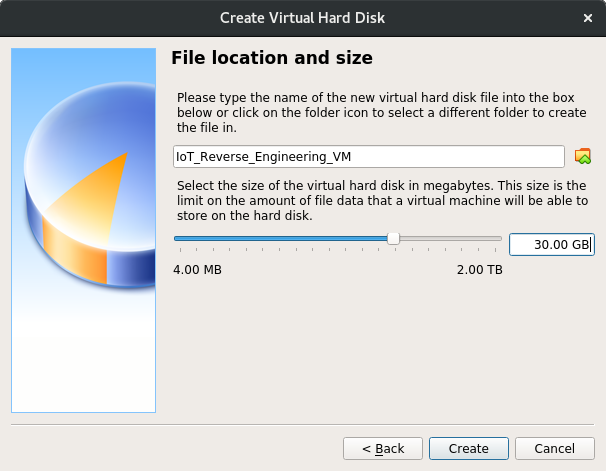 Create Virtual Hard Disk
File location and size
Please type the name of the new virtual hard disk file into the box
below or click on the folder icon to select a different folder to create
the file in.
IoT_Reverse_Engineering_VM
Select the size of the virtual hard disk in megabytes. This size is the
limit on the amount of file data that a virtual machine will be able to
store on the hard disk.
30.00 GB
4.00 MB 2.00 TB
< Back Create Cancel